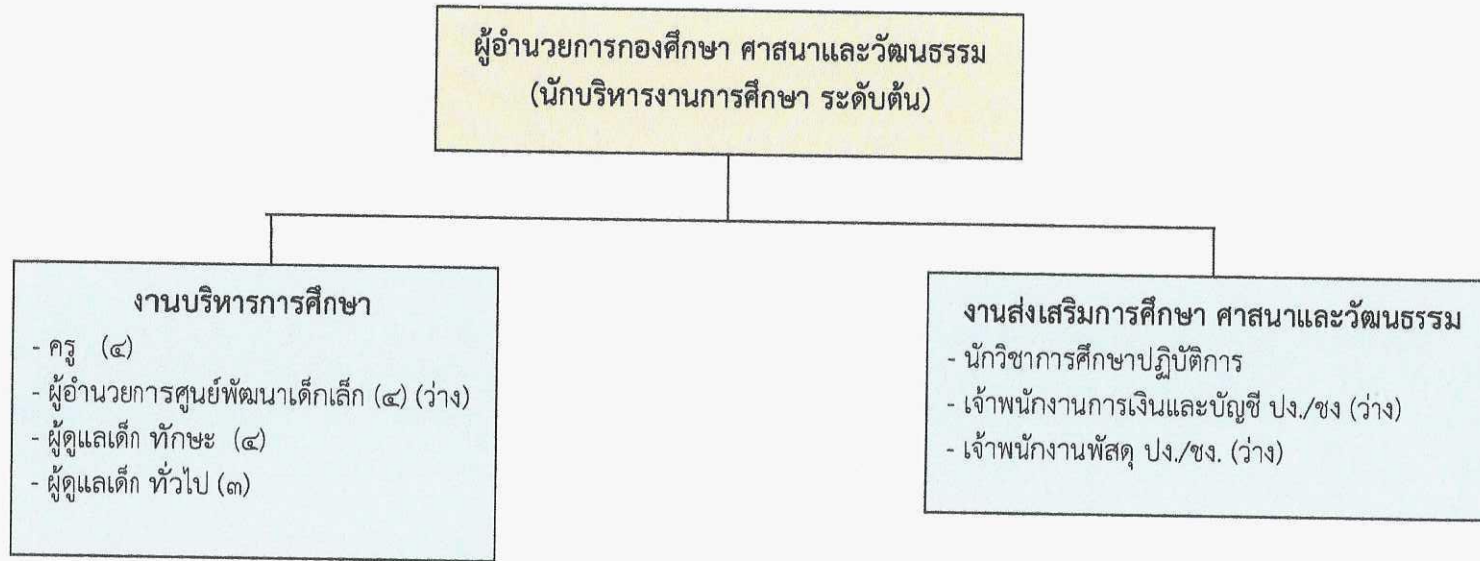 ผู้อำนวยการกองศึกษา ศาสนาและวัฒนธรรม
(นักบริหารงานการศึกษา ระดับต้น)
งานบริหารการศึกษา
- ครู (๔)
- ผู้อำนวยการศูนย์พัฒนาเด็กเล็ก (๔) (ว่าง)
- ผู้ดูแลเด็ก ทักษะ (๔)
- ผู้ดูแลเด็ก ทั่วไป (๓)
งานส่งเสริมการศึกษา ศาสนาและวัฒนธรรม
- นักวิชาการศึกษาปฏิบัติการ
- เจ้าพนักงานการเงินและบัญชี ปง./ชง (ว่าง)
- เจ้าพนักงานพัสดุ ปง./ชง. (ว่าง)